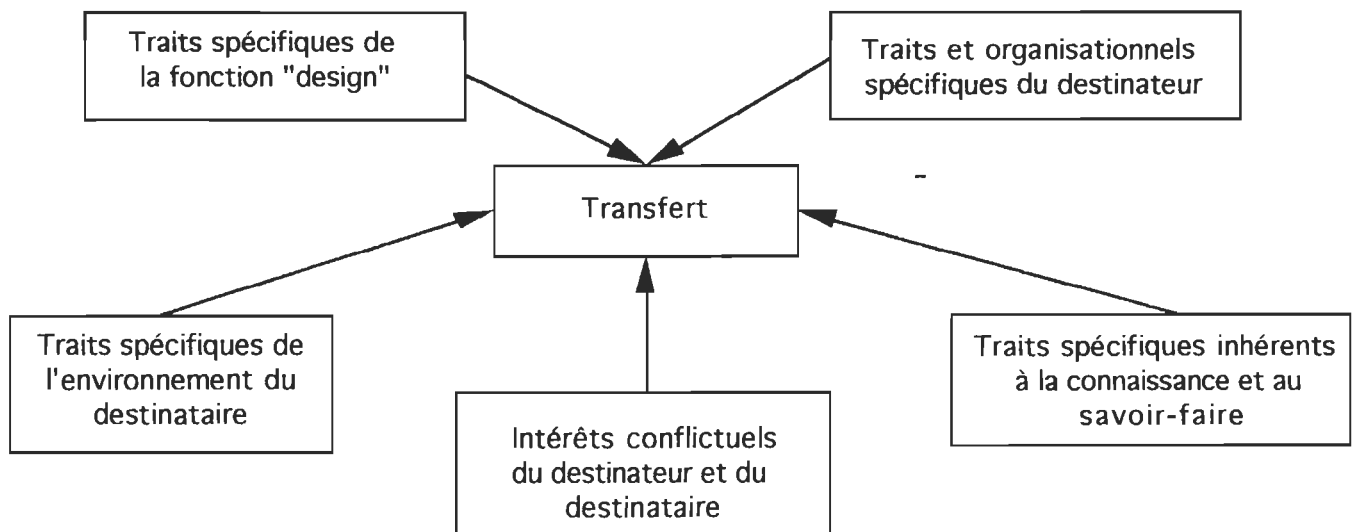 Traits spécifiques de
la fonction "design"
Traits et organisationnels
spécifiques du destinateur
Transfert
Traits spécifiques de
l'environnement du
destinataire
Intérêts conflictuels
du destinateur et du
destinataire
Traits spécifiques inhérents
à la connaissance et au
savoir-faire